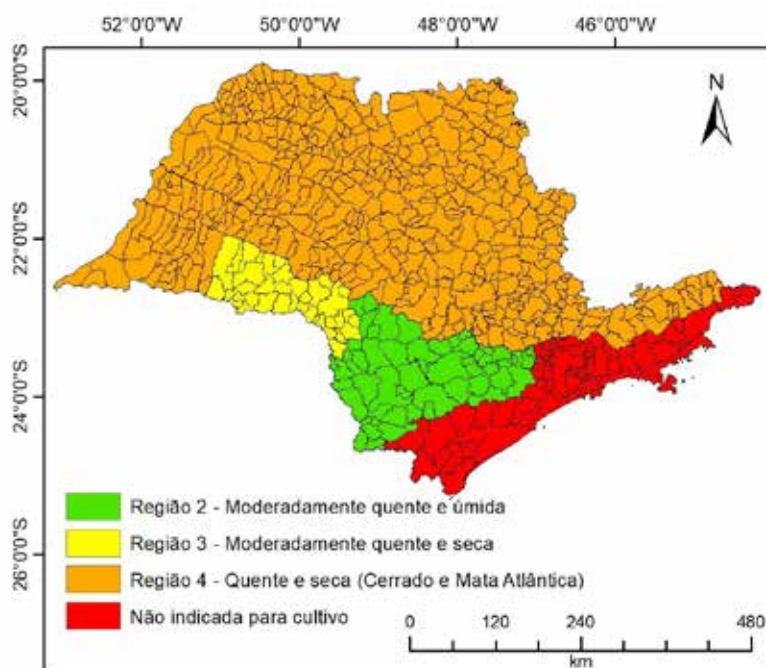 52°0'0"W 50°0'0"W 48°0'0"W 46°0'0"W
20°0'0"S
22°0'0"S
24°0'0"S
26°0'0"S
N
Região 2 - Moderadamente quente e úmida
Região 3 - Moderadamente quente e seca
Região 4 - Quente e seca (Cerrado e Mata Atlântica)
Não indicada para cultivo
0 120 240 360 480
km